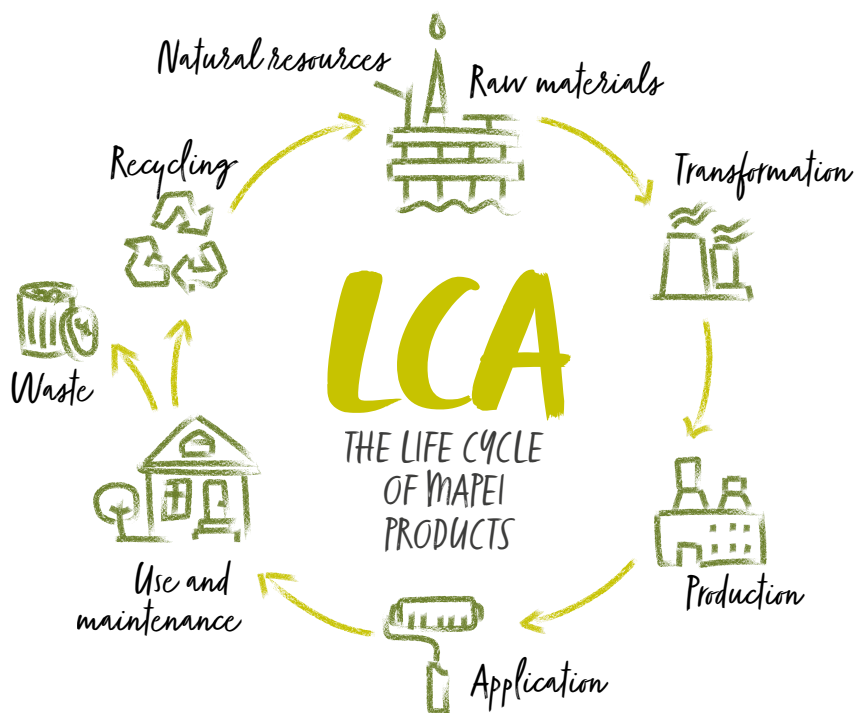 Natural resources
Raw materials
Recycling
Transformation
LCA
Waste
THE LIFE CYCLE
OF MAPEI
PRODUCTS
Use and
maintenance
Production
Application